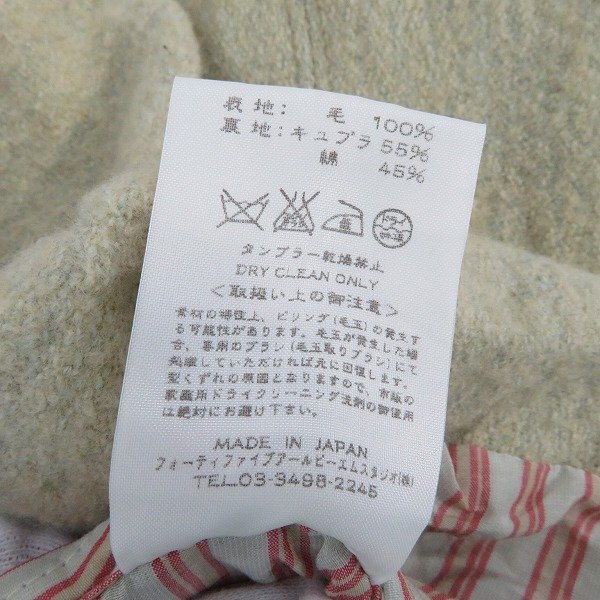 表地: 毛 100%
裏地:キュプラ 55%
綿 45%
ドライ
タンブラー乾燥禁止
DRY CLEAN ONLY
〈取扱い上の御注意〉
素材の特性上、ピリング(毛玉)の発生す
る可能性があります。毛玉が発生した場
合、専用のブラシ(毛玉取りブラシ)にて
処理していただければ元に回復します。
型くずれの原因となりますので、市販の
家庭用ドライクリーニング洗剤の御使用
は絶対にお避け下さい。
MADE IN JAPAN
フォーティファイブアールピーエムスタジオ(株)
TEL03-3498-2245